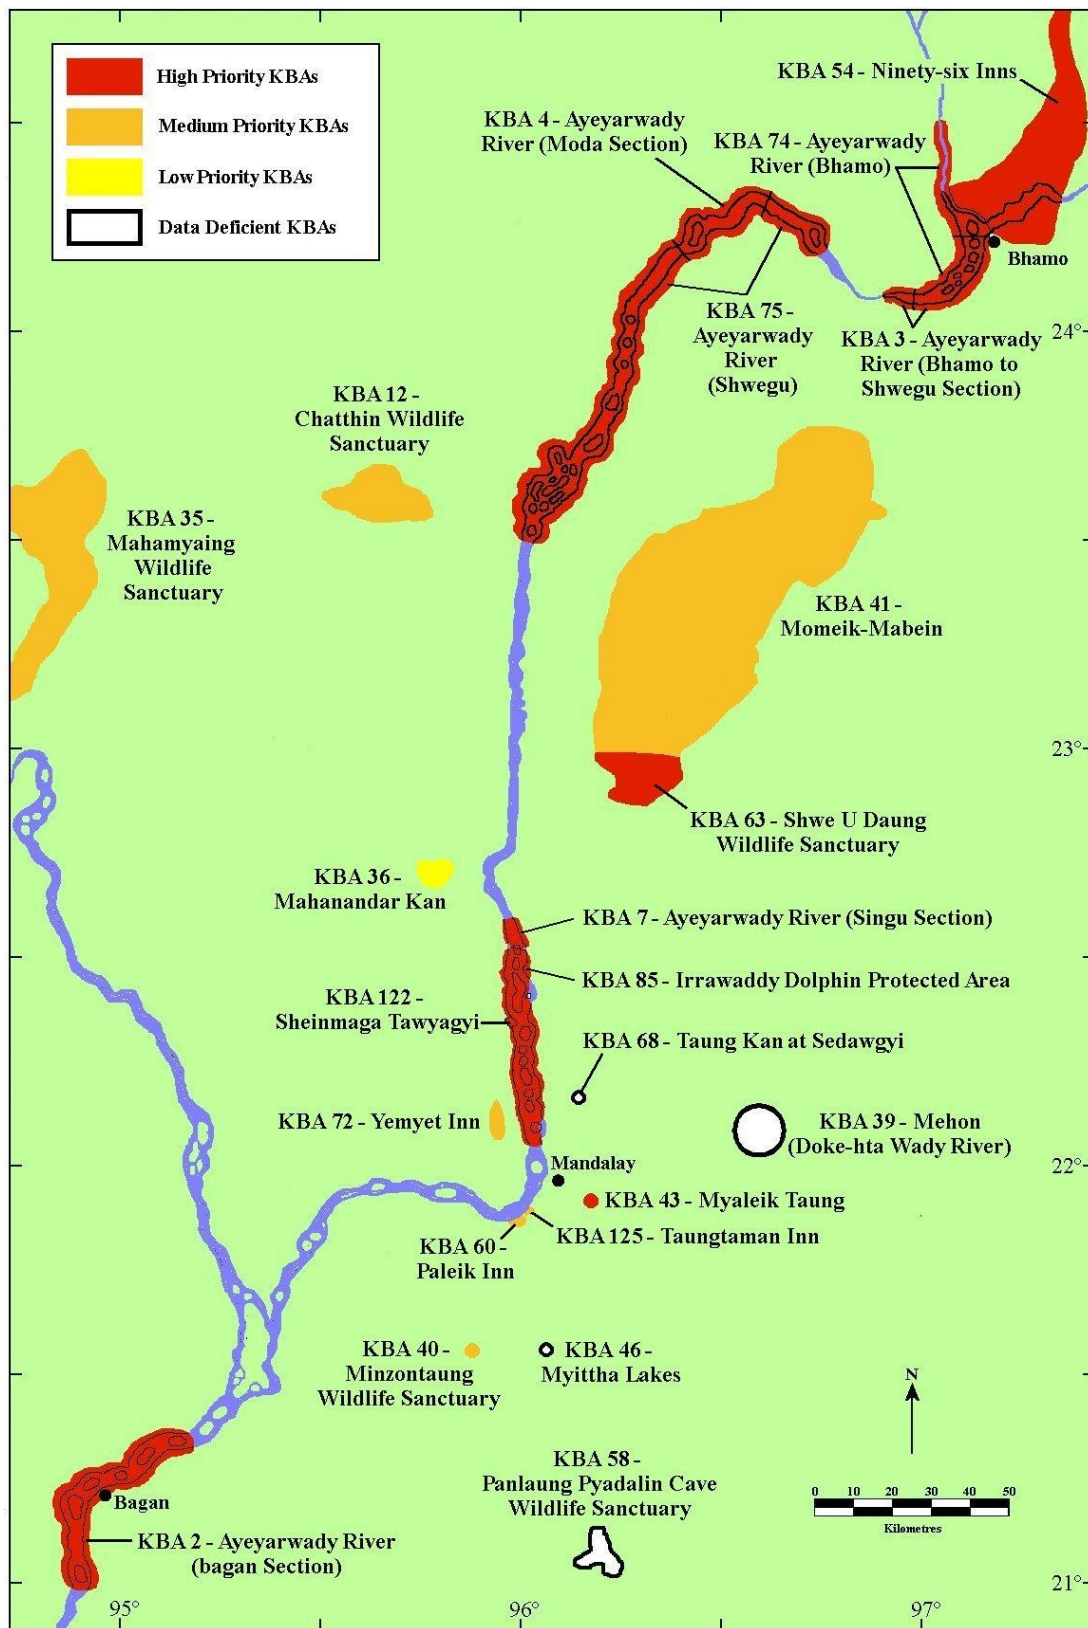 High Priority KBAs
Medium Priority KBAs
Low Priority KBAs
Data Deficient KBAs
KBA 54 - Ninety-six Inns
KBA 4 - Ayeyarwady
River (Moda Section)
KBA 74 - Ayeyarwady
River (Bhamo)
Bhamo
KBA 75 -
Ayeyarwady
River
(Shwegu)
KBA 3 - Ayeyarwady
River (Bhamo to
Shwegu Section)
24°
KBA 12 -
Chatthin Wildlife
Sanctuary
KBA 35 -
Mahamyaing
Wildlife
Sanctuary
KBA 41 -
Momeik-Mabein
23°
KBA 63 - Shwe U Daung
Wildlife Sanctuary
KBA 36 -
Mahanandar Kan
KBA 7 - Ayeyarwady River (Singu Section)
KBA 85 - Irrawaddy Dolphin Protected Area
KBA 122 -
Sheinmaga Tawyagyi
KBA 68 - Taung Kan at Sedawgyi
KBA 72 - Yemyet Inn
KBA 39 - Mehon
(Doke-hta Wady River)
22°
Mandalay
KBA 43 - Myaleik Taung
KBA 125 - Taungtaman Inn
KBA 60 -
Paleik Inn
KBA 40 -
Minzontaung
Wildlife Sanctuary
KBA 46 -
Myittha Lakes
N
KBA 58 -
Panlaung Pyadalin Cave
Wildlife Sanctuary
Bagan
0 10 20 30 40 50
Kilometres
KBA 2 - Ayeyarwady River
(bagan Section)
21°
95° 96° 97°